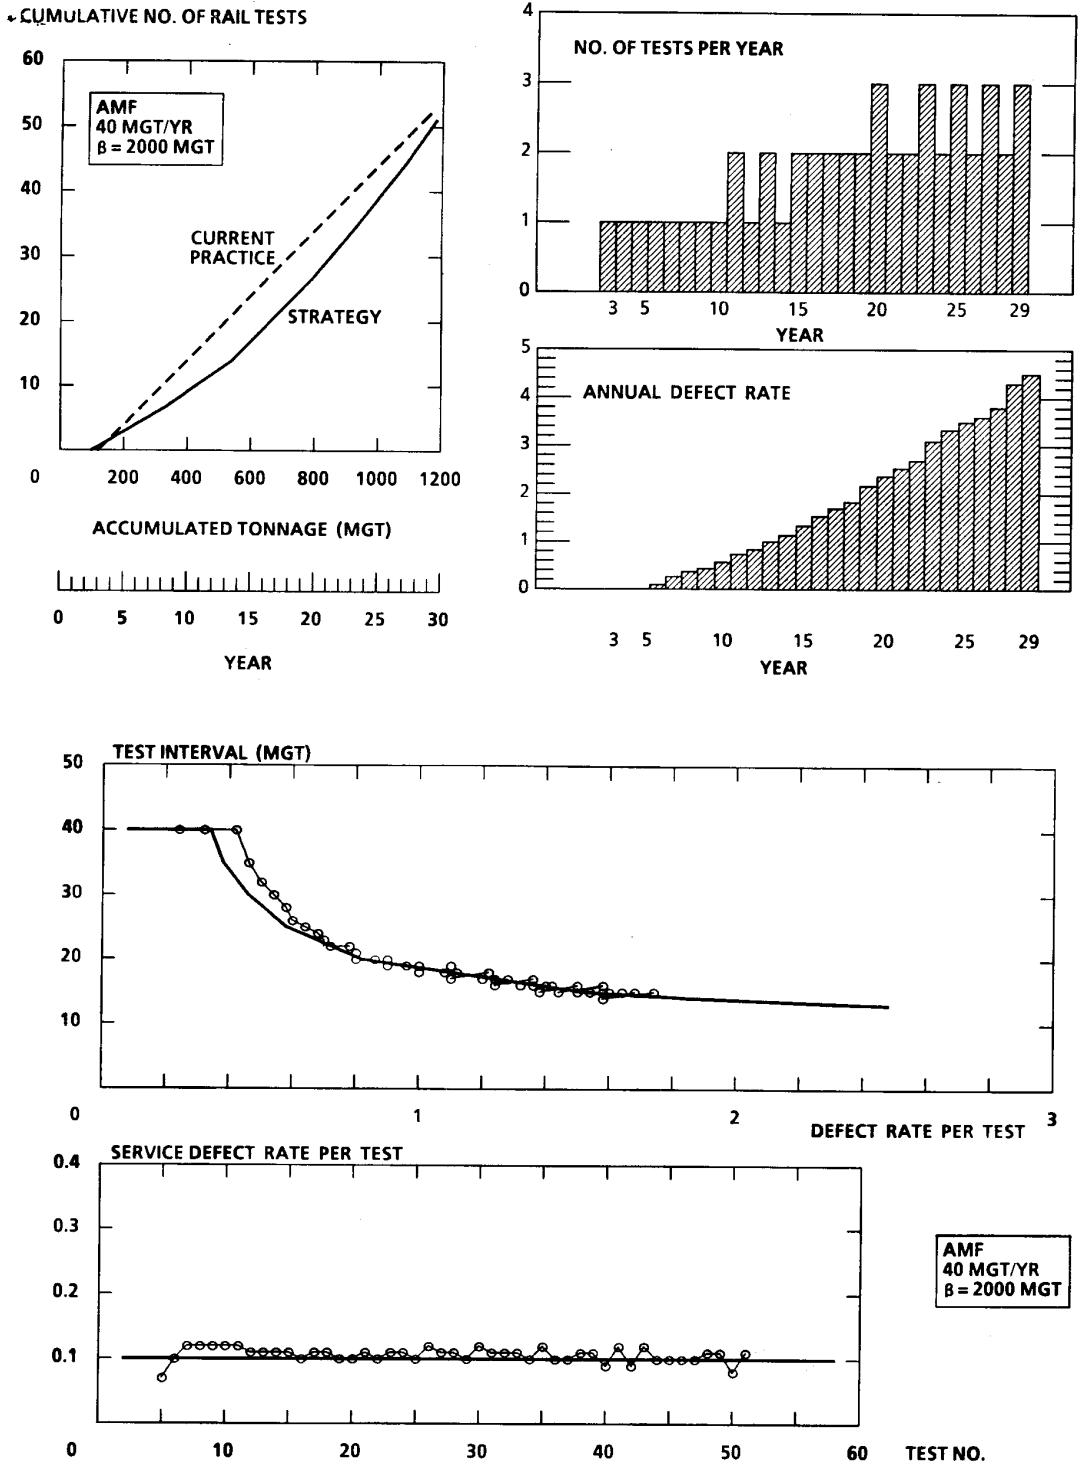 CUMULATIVE NO. OF RAIL TESTS
60
50
40
30
20
10
AMF
40 MGT/YR
β = 2000 MGT
CURRENT
PRACTICE
STRATEGY
0 200 400 600 800 1000 1200
ACCUMULATED TONNAGE (MGT)
0 5 10 15 20 25 30
YEAR
4
3
2
1
0
NO. OF TESTS PER YEAR
3 5 10 15 20 25 29
YEAR
5
4
3
2
1
0
ANNUAL DEFECT RATE
3 5 10 15 20 25 29
YEAR
TEST INTERVAL (MGT)
50
40
30
20
10
0 1 2 3
DEFECT RATE PER TEST
SERVICE DEFECT RATE PER TEST
0.4
0.3
0.2
0.1
0 10 20 30 40 50 60 TEST NO.
AMF
40 MGT/YR
β = 2000 MGT